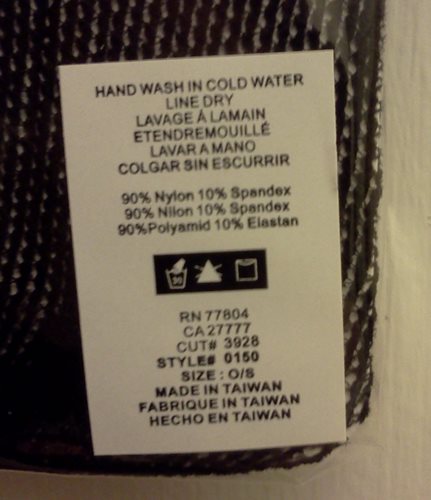 HAND WASH IN COLD WATER
LINE DRY
LAVAGE À LAMAIN
ETENDREMOUILLÉ
LAVAR A MANO
COLGAR SIN ESCURRIR
90% Nylon 10% Spandex
90% Nilon 10% Spandex
90%Polyamid 10% Elastan
30
RN 77804
CA 27777
CUT# 3928
STYLE# 0150
SIZE : O/S
MADE IN TAIWAN
FABRIQUE IN TAIWAN
HECHO EN TAIWAN